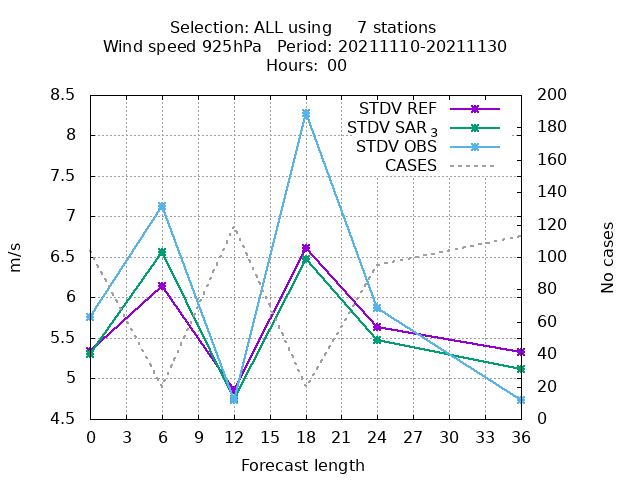 Selection: ALL using     7 stations
Wind speed 925hPa   Period: 20211110-20211130
Hours:  00
8.5
8
7.5
7
6.5
6
5.5
5
4.5
m/s
200
180
160
140
120
100
80
60
40
20
0
No cases
STDV REF
STDV SAR3
STDV OBS
CASES
0 3 6 9 12 15 18 21 24 27 30 33 36
Forecast length